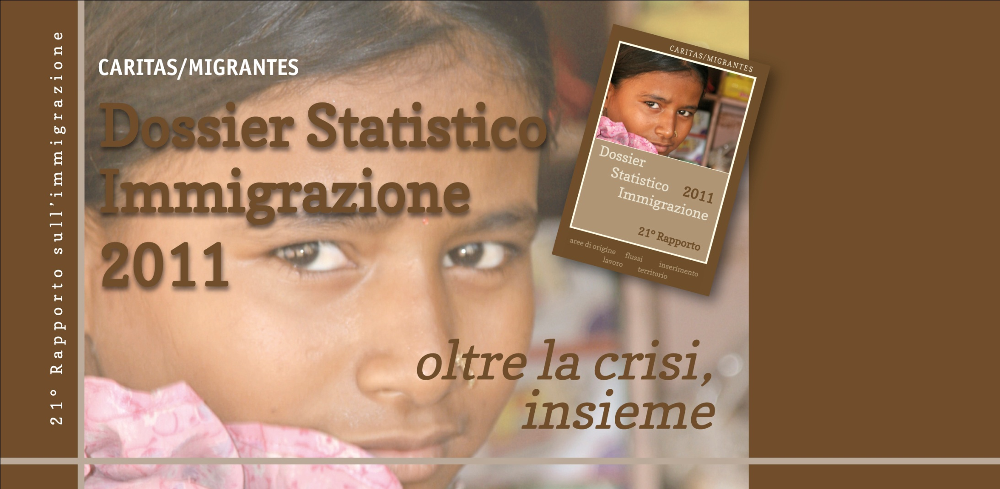 21° Rapporto sull'immigrazione
CARITAS/MIGRANTES
Dossier Statistico
Immigrazione
2011
oltre la crisi,
insieme
CARITAS/MIGRANTES
Dossier
Statistico 2011
Immigrazione
21° Rapporto
aree di origine flussi inserimento
lavoro territorio